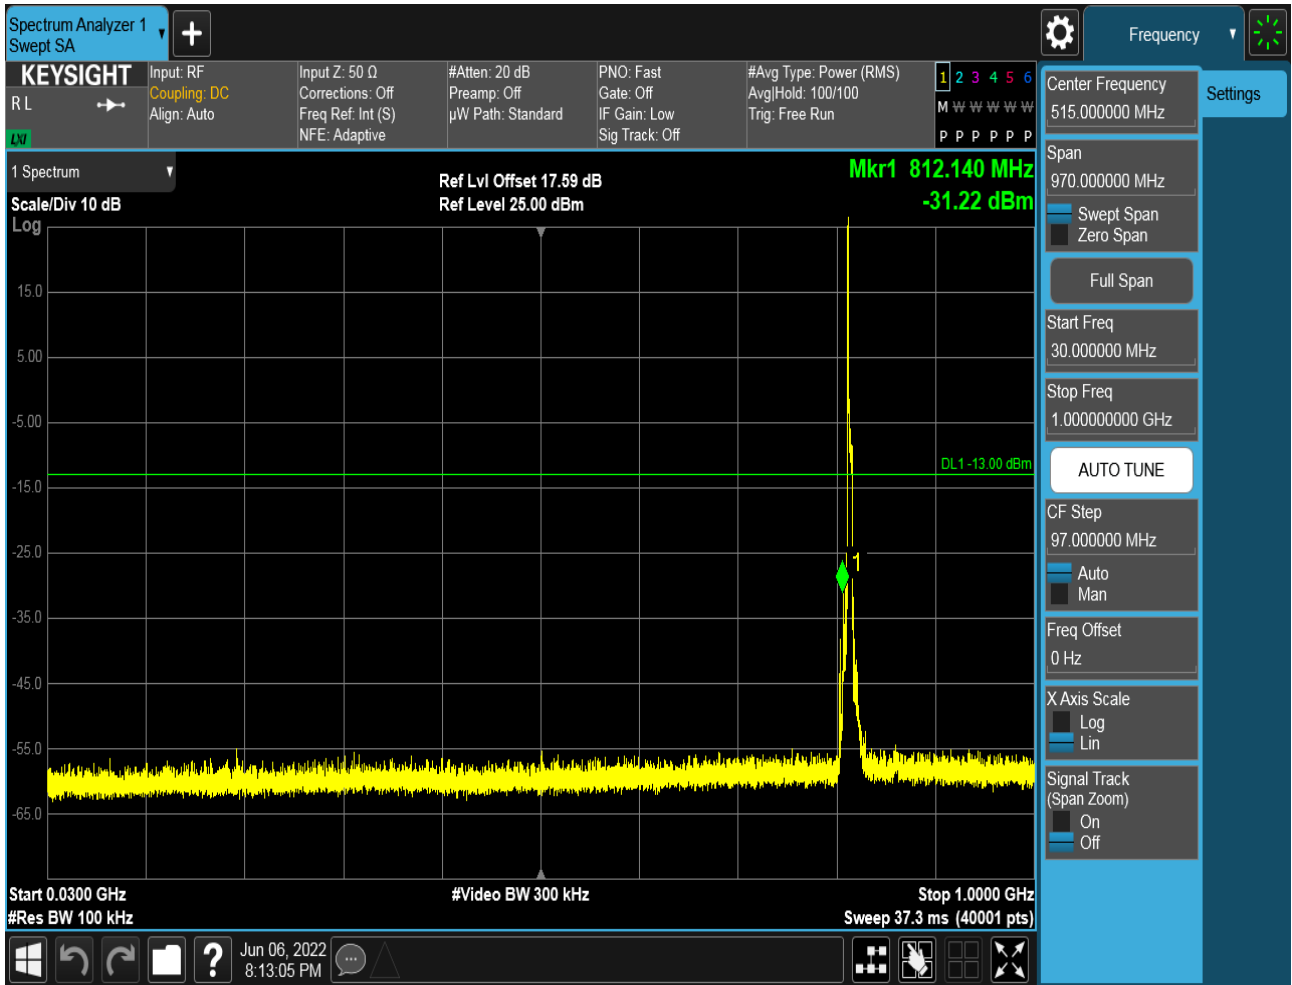 Spectrum Analyzer 1
Swept SA
Frequency
KEYSIGHT
R L
LXI
Input: RF
Coupling: DC
Align: Auto
Input Z: 50 Ω
Corrections: Off
Freq Ref: Int (S)
NFE: Adaptive
#Atten: 20 dB
Preamp: Off
µW Path: Standard
PNO: Fast
Gate: Off
IF Gain: Low
Sig Track: Off
#Avg Type: Power (RMS)
Avg|Hold: 100/100
Trig: Free Run
1 2 3 4 5 6
M W W W W W
P P P P P P
1 Spectrum
Scale/Div 10 dB
Log
Ref Lvl Offset 17.59 dB
Ref Level 25.00 dBm
Mkr1 812.140 MHz
-31.22 dBm
15.0
5.00
-5.00
-15.0
-25.0
-35.0
-45.0
-55.0
-65.0
DL1 -13.00 dBm
1
Start 0.0300 GHz
#Res BW 100 kHz
#Video BW 300 kHz
Stop 1.0000 GHz
Sweep 37.3 ms (40001 pts)
Center Frequency
515.000000 MHz
Span
970.000000 MHz
Swept Span
Zero Span
Full Span
Start Freq
30.000000 MHz
Stop Freq
1.000000000 GHz
AUTO TUNE
CF Step
97.000000 MHz
Auto
Man
Freq Offset
0 Hz
X Axis Scale
Log
Lin
Signal Track
(Span Zoom)
On
Off
Settings
?
Jun 06, 2022
8:13:05 PM